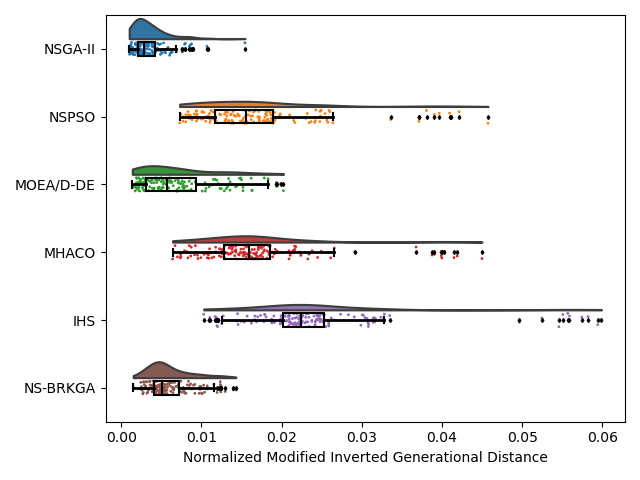 NSGA-II
NSPSO
MOEA/D-DE
MHACO
IHS
NS-BRKGA
0.00 0.01 0.02 0.03 0.04 0.05 0.06
Normalized Modified Inverted Generational Distance